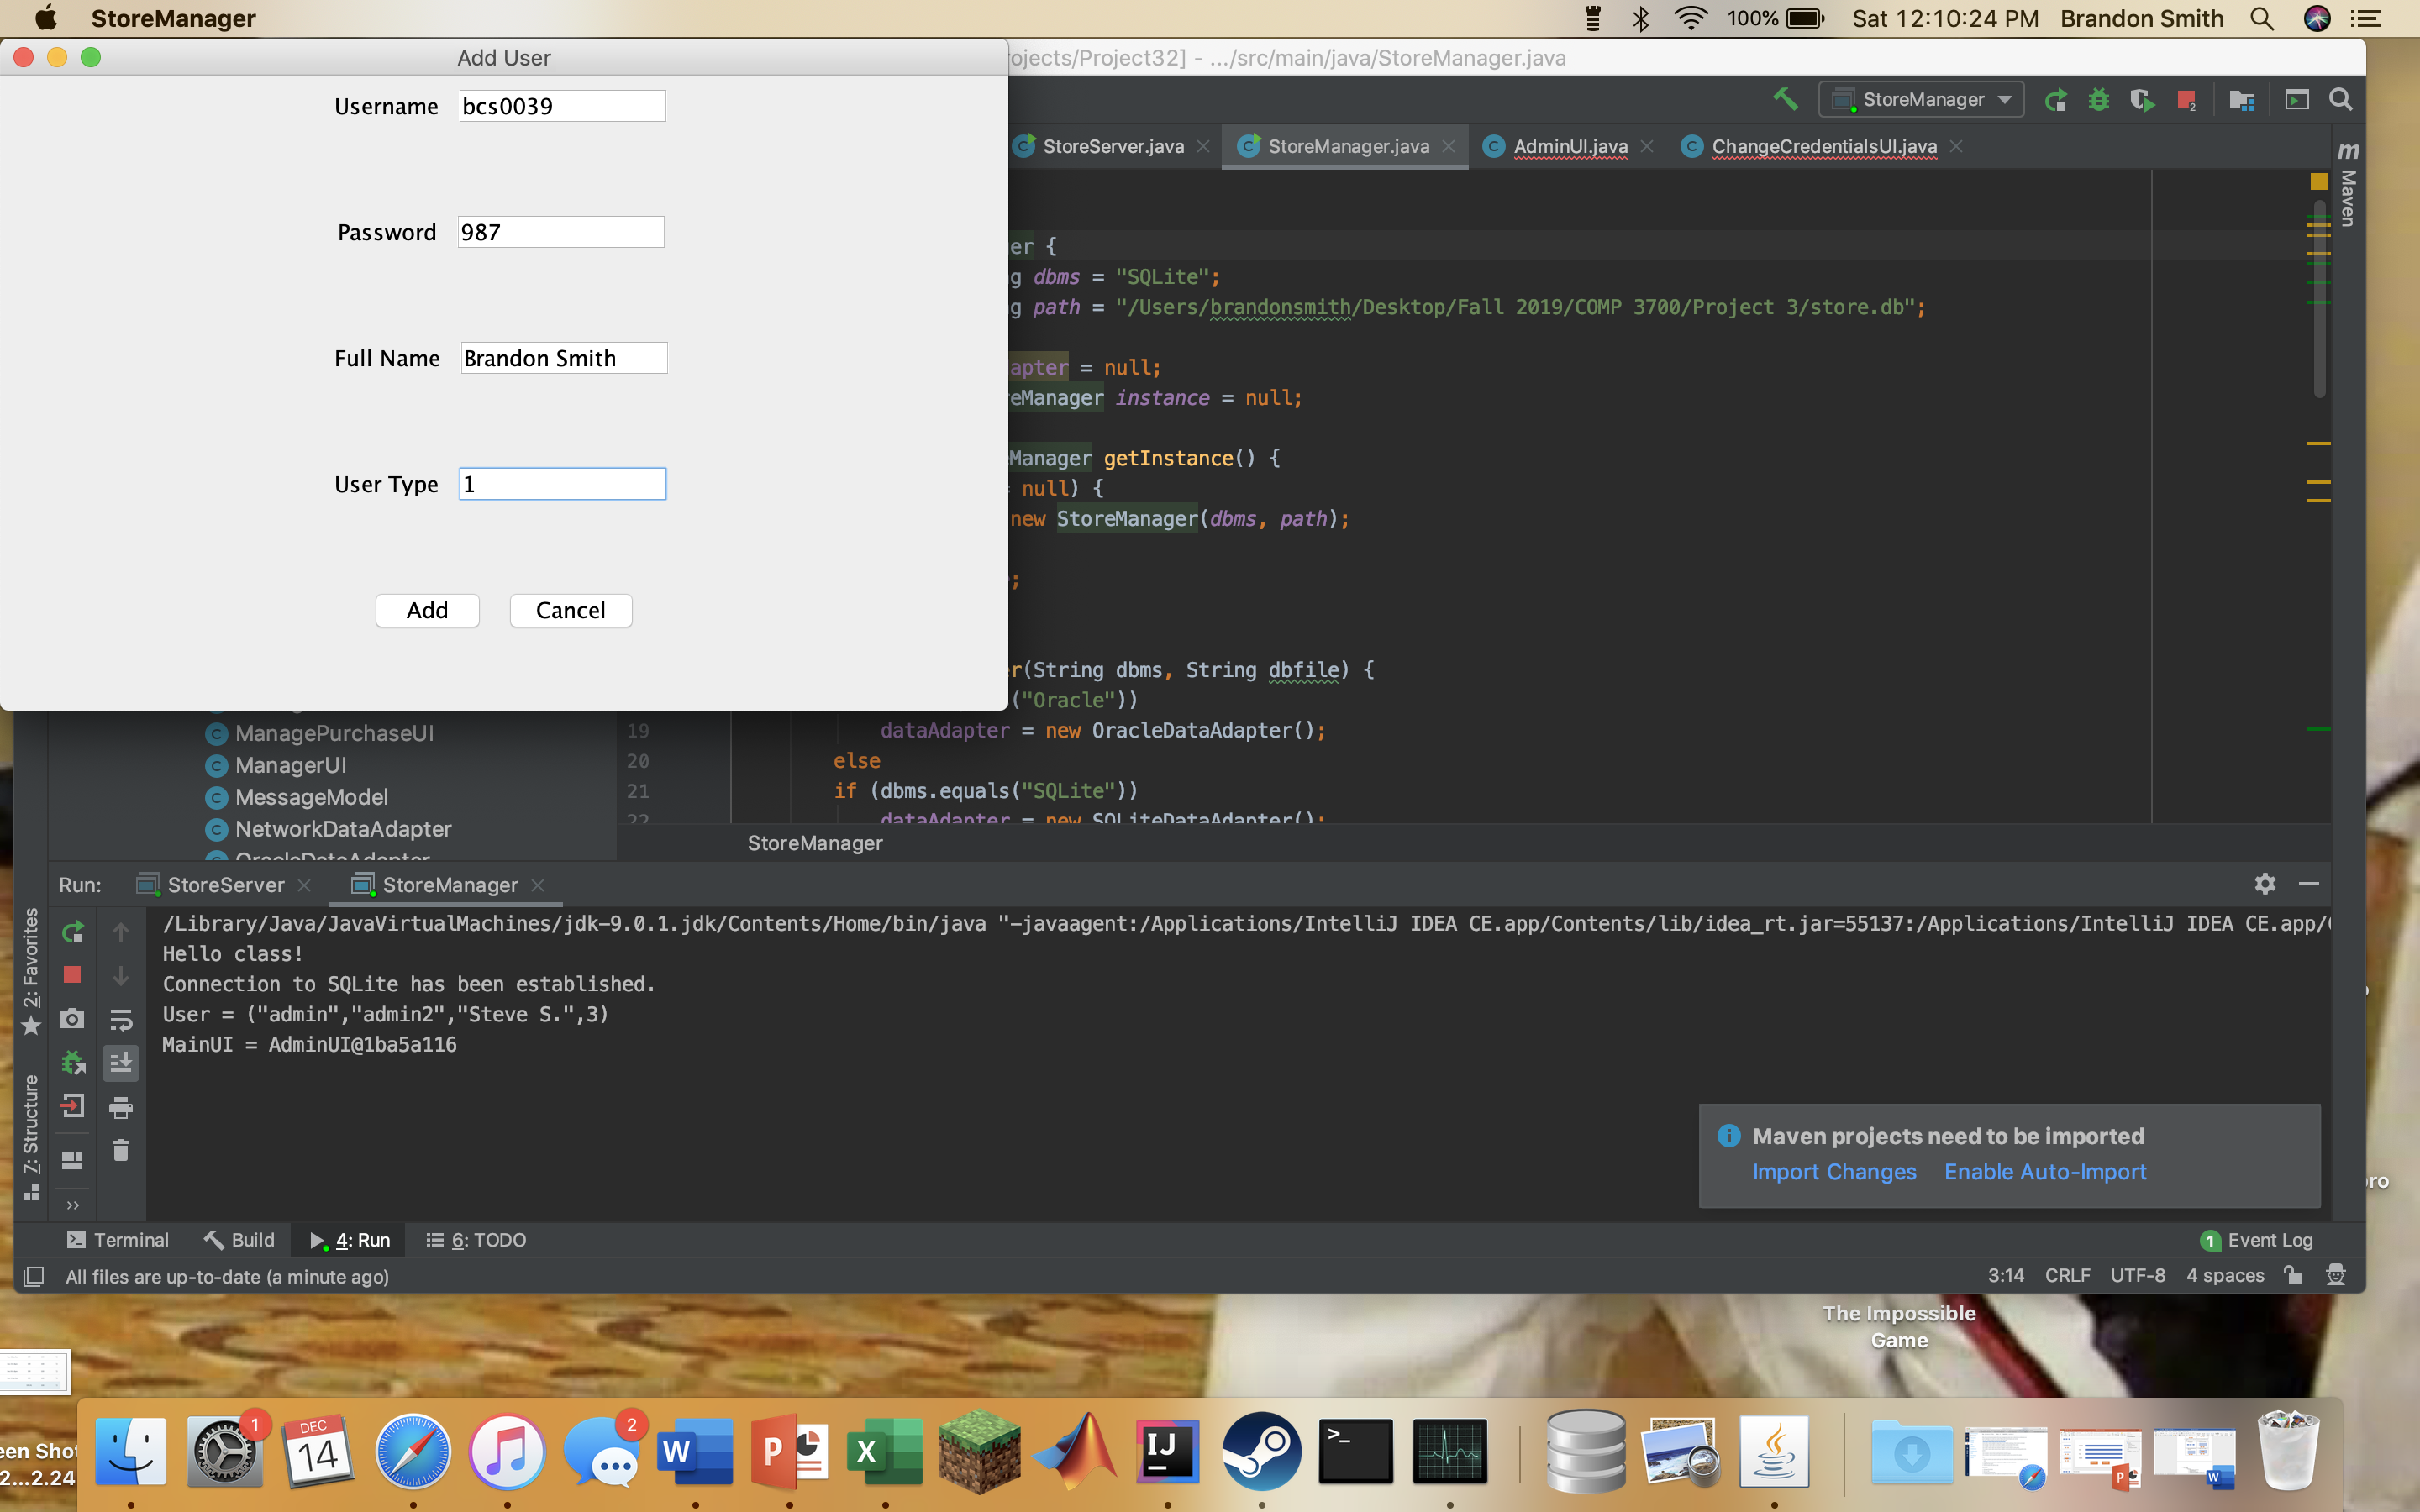 StoreManager
100%
Sat 12:10:24 PM
Brandon Smith
Add User
ojects/Project32] - .../src/main/java/StoreManager.java
Username
bcs0039
Password
987
Full Name
Brandon Smith
User Type
1
Add
Cancel
StoreManager
2
StoreServer.java
StoreManager.java
AdminUI.java
ChangeCredentialsUI.java
m
Maven
er {
g dbms = "SQLite";
g path = "/Users/brandonsmith/Desktop/Fall 2019/COMP 3700/Project 3/store.db";
apter = null;
eManager instance = null;
Manager getInstance() {
= null) {
new StoreManager(dbms, path);
;
r(String dbms, String dbfile) {
("Oracle"))
19 dataAdapter = new OracleDataAdapter();
20 else
21 if (dbms.equals("SQLite"))
22 dataAdapter = new SQLiteDataAdapter();
ManagePurchaseUI
ManagerUI
MessageModel
NetworkDataAdapter
OracleDataAdapter
StoreManager
Run:
StoreServer
StoreManager
/Library/Java/JavaVirtualMachines/jdk-9.0.1.jdk/Contents/Home/bin/java "-javaagent:/Applications/IntelliJ IDEA CE.app/Contents/lib/idea_rt.jar=55137:/Applications/IntelliJ IDEA CE.app/
Hello class!
Connection to SQLite has been established.
User = ("admin","admin2","Steve S.",3)
MainUI = AdminUI@1ba5a116
2: Favorites
7: Structure
Maven projects need to be imported
Import Changes
Enable Auto-Import
Terminal
Build
4: Run
6: TODO
1 Event Log
All files are up-to-date (a minute ago)
3:14
CRLF
UTF-8
4 spaces
ro
The Impossible
Game
een Shot
2...2.24
1
DEC
14
2
W
P
X
IJ
>_
P
W